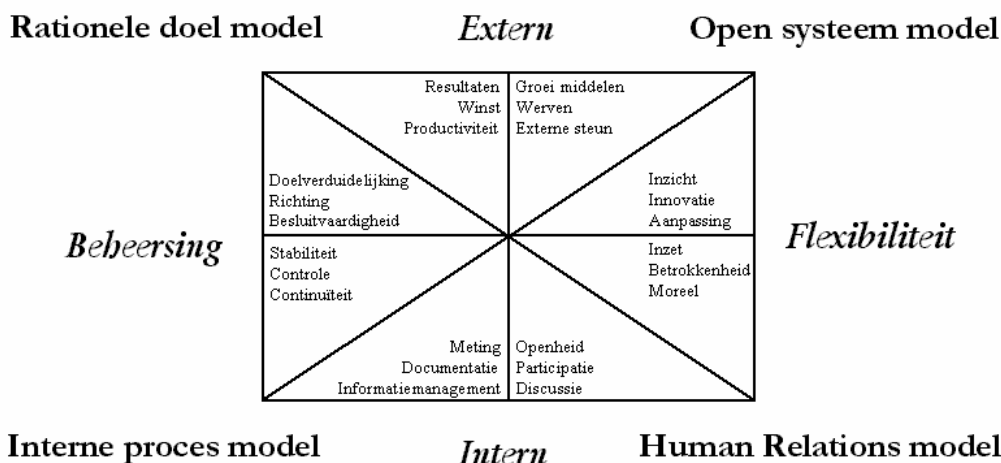 Rationele doel model
Extern
Open systeem model
Resultaten
Winst
Productiviteit
Groei middelen
Werven
Externe steun
Doelverduidelijking
Richting
Besluitvaardigheid
Inzicht
Innovatie
Aanpassing
Beheersing
Flexibiliteit
Stabiliteit
Controle
Continuïteit
Inzet
Betrokkenheid
Moreel
Meting
Documentatie
Informatiemanagement
Openheid
Participatie
Discussie
Interne proces model
Intern
Human Relations model